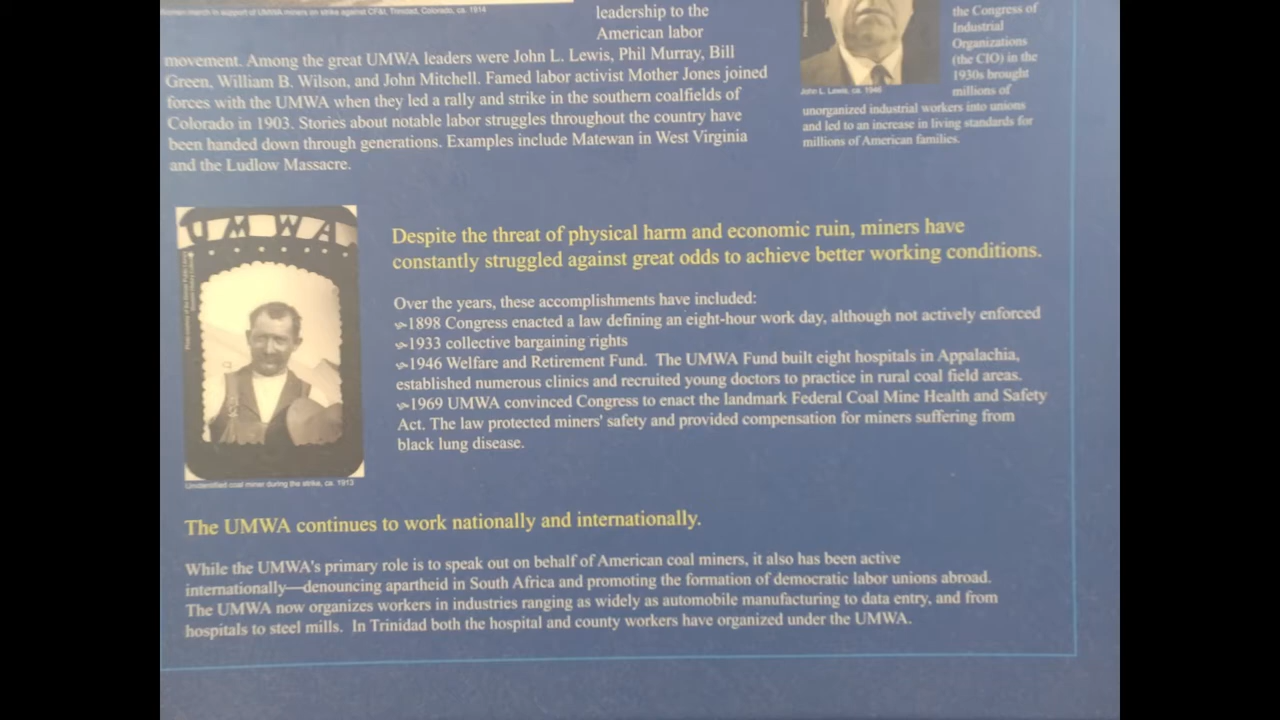 Women march in support of UMWA miners on strike against CF&I, Trinidad, Colorado, ca. 1914
leadership to the
American labor
movement. Among the great UMWA leaders were John L. Lewis, Phil Murray, Bill
Green, William B. Wilson, and John Mitchell. Famed labor activist Mother Jones joined
forces with the UMWA when they led a rally and strike in the southern coalfields of
Colorado in 1903. Stories about notable labor struggles throughout the country have
been handed down through generations. Examples include Matewan in West Virginia
and the Ludlow Massacre.
John L. Lewis, ca. 1946
the Congress of
Industrial
Organizations
(the CIO) in the
1930s brought
millions of
unorganized industrial workers into unions
and led to an increase in living standards for
millions of American families.
UMWA
Unidentified coal miner during the strike, ca. 1913
Despite the threat of physical harm and economic ruin, miners have
constantly struggled against great odds to achieve better working conditions.
Over the years, these accomplishments have included:
1898 Congress enacted a law defining an eight-hour work day, although not actively enforced
1933 collective bargaining rights
1946 Welfare and Retirement Fund. The UMWA Fund built eight hospitals in Appalachia,
established numerous clinics and recruited young doctors to practice in rural coal field areas.
1969 UMWA convinced Congress to enact the landmark Federal Coal Mine Health and Safety
Act. The law protected miners' safety and provided compensation for miners suffering from
black lung disease.
The UMWA continues to work nationally and internationally.
While the UMWA's primary role is to speak out on behalf of American coal miners, it also has been active
internationally—denouncing apartheid in South Africa and promoting the formation of democratic labor unions abroad.
The UMWA now organizes workers in industries ranging as widely as automobile manufacturing to data entry, and from
hospitals to steel mills. In Trinidad both the hospital and county workers have organized under the UMWA.